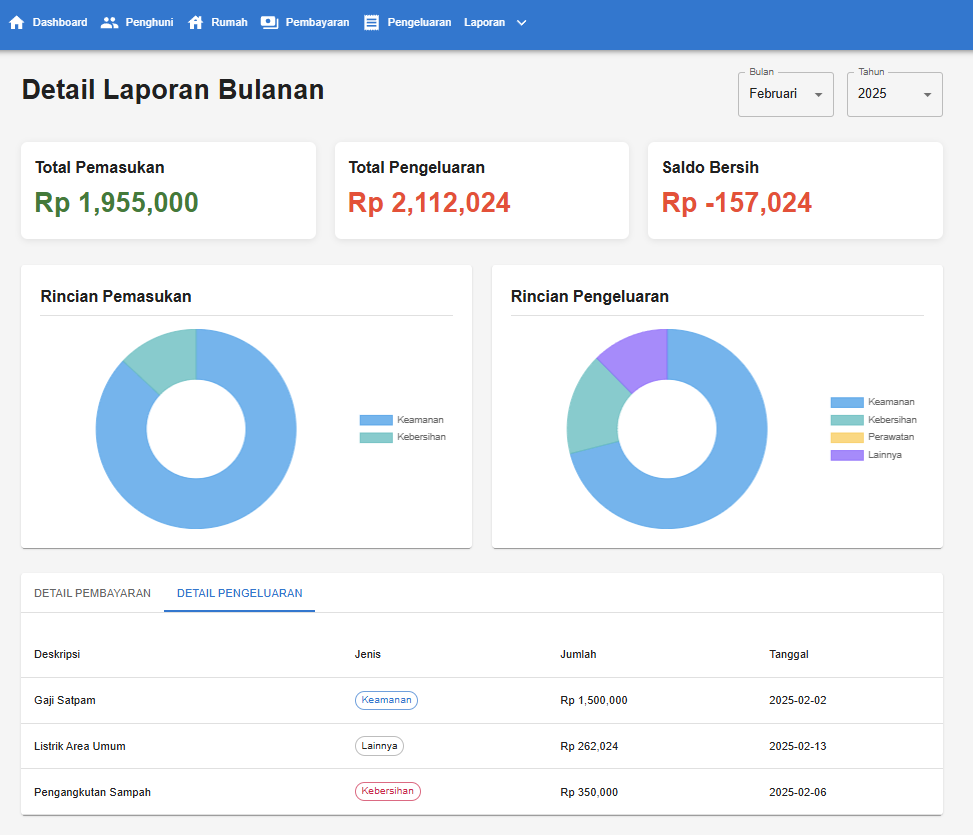 Dashboard Penghuni Rumah Pembayaran Pengeluaran Laporan
Detail Laporan Bulanan
Bulan
Februari
Tahun
2025
Total Pemasukan
Rp 1,955,000
Total Pengeluaran
Rp 2,112,024
Saldo Bersih
Rp -157,024
Rincian Pemasukan
Keamanan
Kebersihan
Rincian Pengeluaran
Keamanan
Kebersihan
Perawatan
Lainnya
DETAIL PEMBAYARAN DETAIL PENGELUARAN
Deskripsi Jenis Jumlah Tanggal
Gaji Satpam Keamanan Rp 1,500,000 2025-02-02
Listrik Area Umum Lainnya Rp 262,024 2025-02-13
Pengangkutan Sampah Kebersihan Rp 350,000 2025-02-06